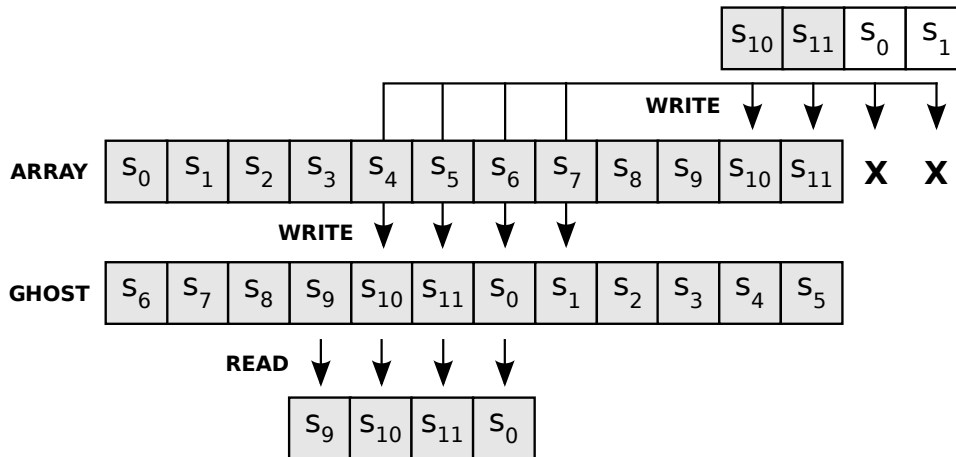 S10 S11 S0 S1
WRITE
ARRAY S0 S1 S2 S3 S4 S5 S6 S7 S8 S9 S10 S11 X X
WRITE
GHOST S6 S7 S8 S9 S10 S11 S0 S1 S2 S3 S4 S5
READ
S9 S10 S11 S0